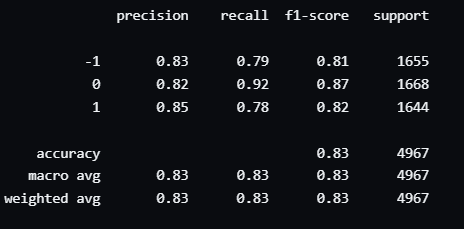 precision recall f1-score support
-1 0.83 0.79 0.81 1655
0 0.82 0.92 0.87 1668
1 0.85 0.78 0.82 1644
accuracy 0.83 4967
macro avg 0.83 0.83 0.83 4967
weighted avg 0.83 0.83 0.83 4967